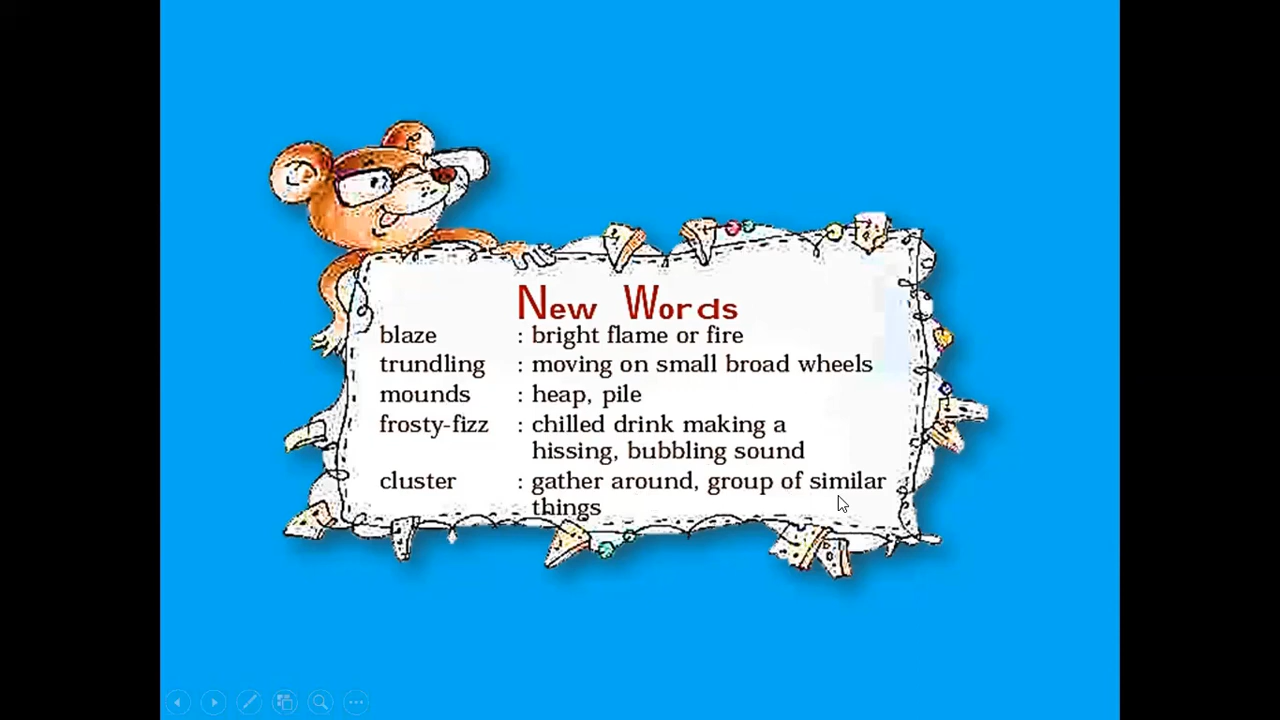 New Words
blaze : bright flame or fire
trundling : moving on small broad wheels
mounds : heap, pile
frosty-fizz : chilled drink making a
hissing, bubbling sound
cluster : gather around, group of similar
things